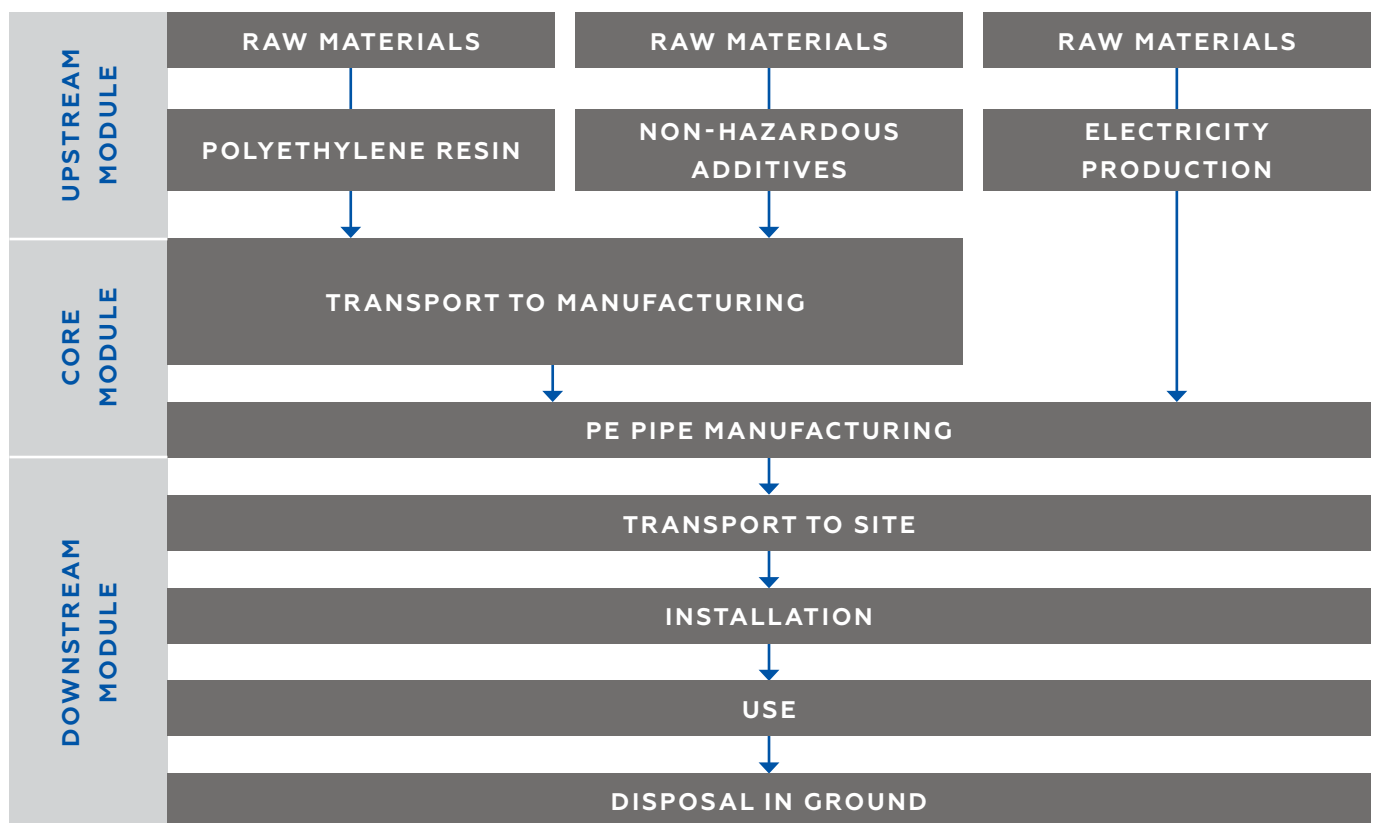 UPSTREAM
MODULE
RAW MATERIALS
RAW MATERIALS
RAW MATERIALS
POLYETHYLENE RESIN
NON-HAZARDOUS
ADDITIVES
ELECTRICITY
PRODUCTION
CORE
MODULE
TRANSPORT TO MANUFACTURING
PE PIPE MANUFACTURING
DOWNSTREAM
MODULE
TRANSPORT TO SITE
INSTALLATION
USE
DISPOSAL IN GROUND